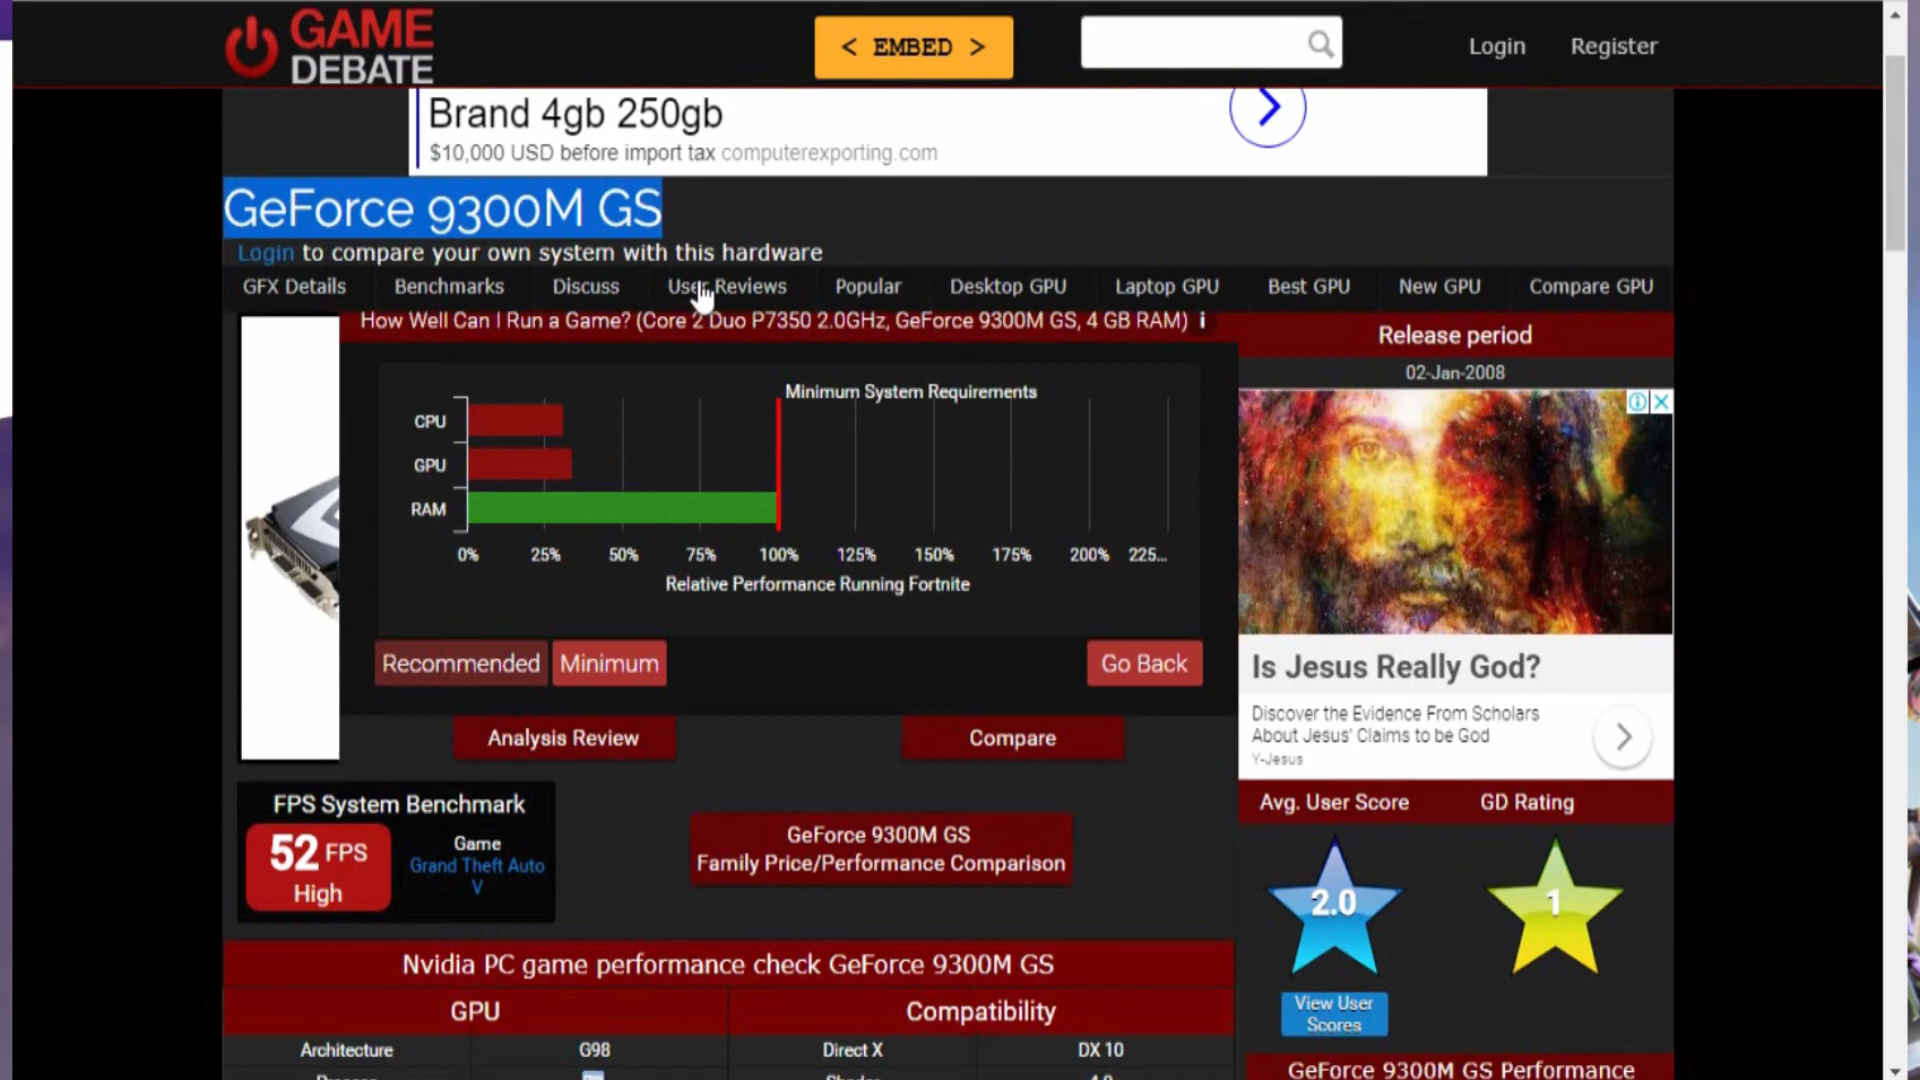 GAME
DEBATE
< EMBED >
Login
Register
Brand 4gb 250gb
$10,000 USD before import tax computerexporting.com
GeForce 9300M GS
Login to compare your own system with this hardware
GFX Details
Benchmarks
Discuss
User Reviews
Popular
Desktop GPU
Laptop GPU
Best GPU
New GPU
Compare GPU
How Well Can I Run a Game? (Core 2 Duo P7350 2.0GHz, GeForce 9300M GS, 4 GB RAM) i
Release period
02-Jan-2008
Minimum System Requirements
CPU
GPU
RAM
0% 25% 50% 75% 100% 125% 150% 175% 200% 225...
Relative Performance Running Fortnite
Recommended
Minimum
Go Back
Is Jesus Really God?
Discover the Evidence From Scholars
About Jesus' Claims to be God
Y-Jesus
Analysis Review
Compare
FPS System Benchmark
52 FPS
High
Game
Grand Theft Auto
V
GeForce 9300M GS
Family Price/Performance Comparison
Avg. User Score
GD Rating
2.0
1
View User
Scores
Nvidia PC game performance check GeForce 9300M GS
GPU
Compatibility
Architecture
G98
Direct X
DX 10
GeForce 9300M GS Performance